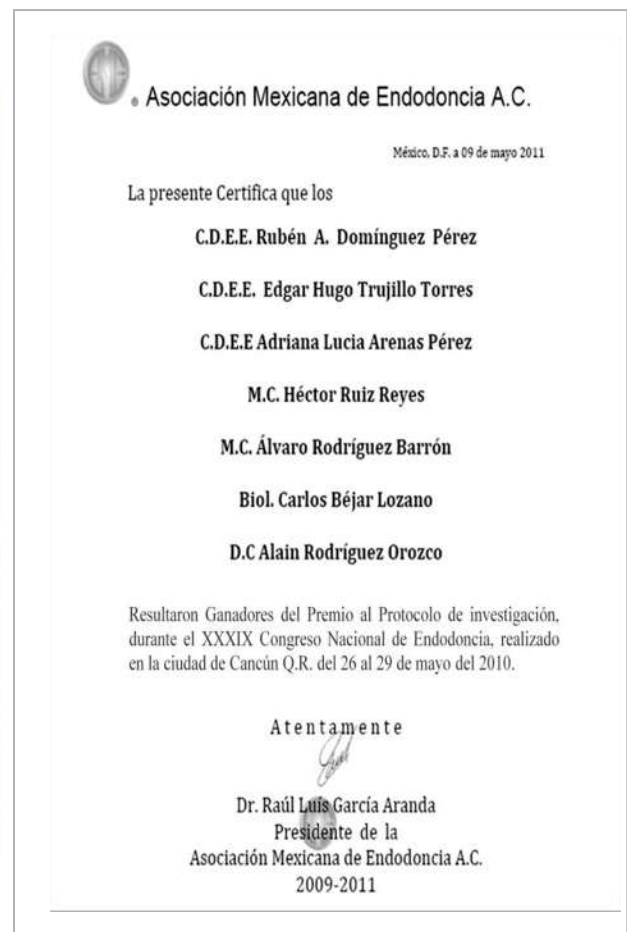 Asociación Mexicana de Endodoncia A.C.
México, D.F. a 09 de mayo 2011
La presente Certifica que los
C.D.E.E. Rubén A. Domínguez Pérez
C.D.E.E. Edgar Hugo Trujillo Torres
C.D.E.E Adriana Lucia Arenas Pérez
M.C. Héctor Ruiz Reyes
M.C. Álvaro Rodríguez Barrón
Biol. Carlos Béjar Lozano
D.C Alain Rodríguez Orozco
Resultaron Ganadores del Premio al Protocolo de investigación,
durante el XXXIX Congreso Nacional de Endodoncia, realizado
en la ciudad de Cancún Q.R. del 26 al 29 de mayo del 2010.
Atentamente
Dr. Raúl Luis García Aranda
Presidente de la
Asociación Mexicana de Endodoncia A.C.
2009-2011